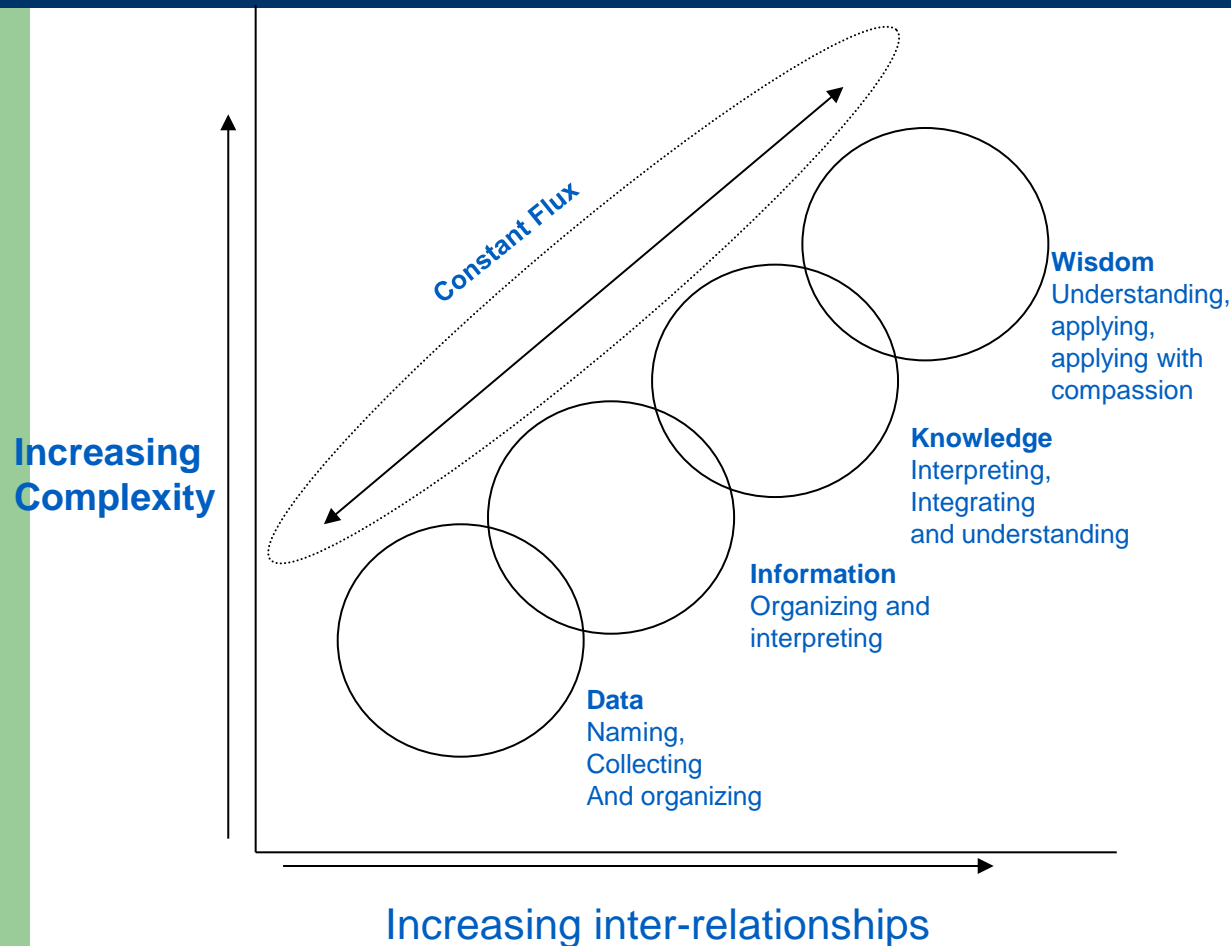 Constant Flux
Wisdom
Understanding,
applying,
applying with
compassion
Increasing
Complexity
Knowledge
Interpreting,
Integrating
and understanding
Information
Organizing and
interpreting
Data
Naming,
Collecting
And organizing
Increasing inter-relationships